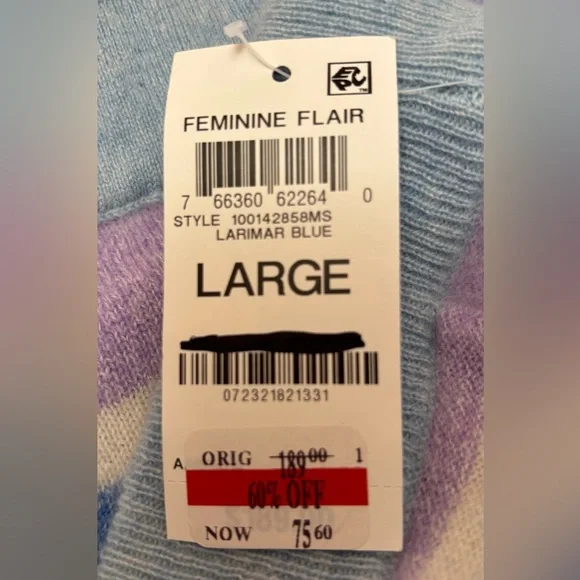 EPC™
FEMININE FLAIR
7 66360 62264 0
STYLE 100142858MS
LARIMAR BLUE
LARGE
072321821331
A
ORIG 189.00 1
60% OFF
NOW 75.60